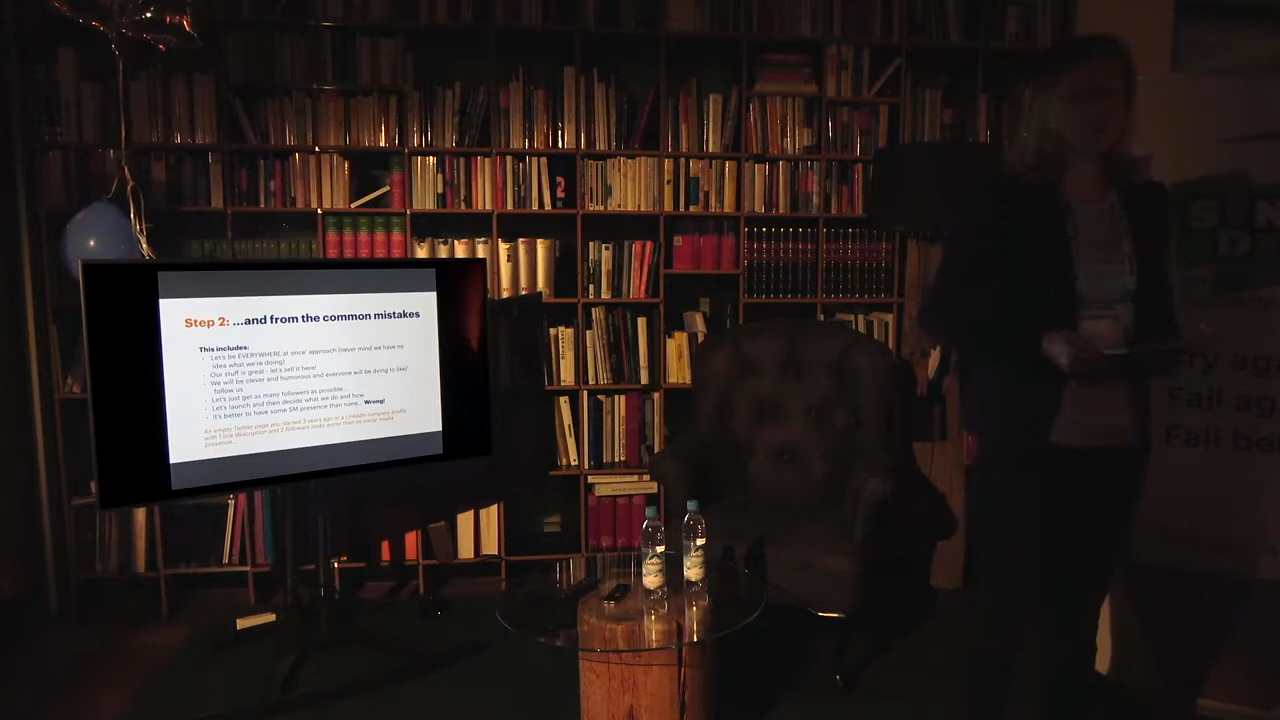 Step 2: ...and from the common mistakes
This includes:
• 'Let's be EVERYWHERE at once' approach (never mind we have no
idea what we're doing)
• Our stuff is great - let's sell it here!
• We will be clever and humorous and everyone will be dying to like/
follow us
• Let's just get as many followers as possible...
• Let's launch and then decide what we do and how
• It's better to have some SM presence than none... Wrong!
An empty Twitter page you started 3 years ago or a LinkedIn company profile
with 1 line description and 2 followers looks worse than no social media
presence...
2
Fail
Fail